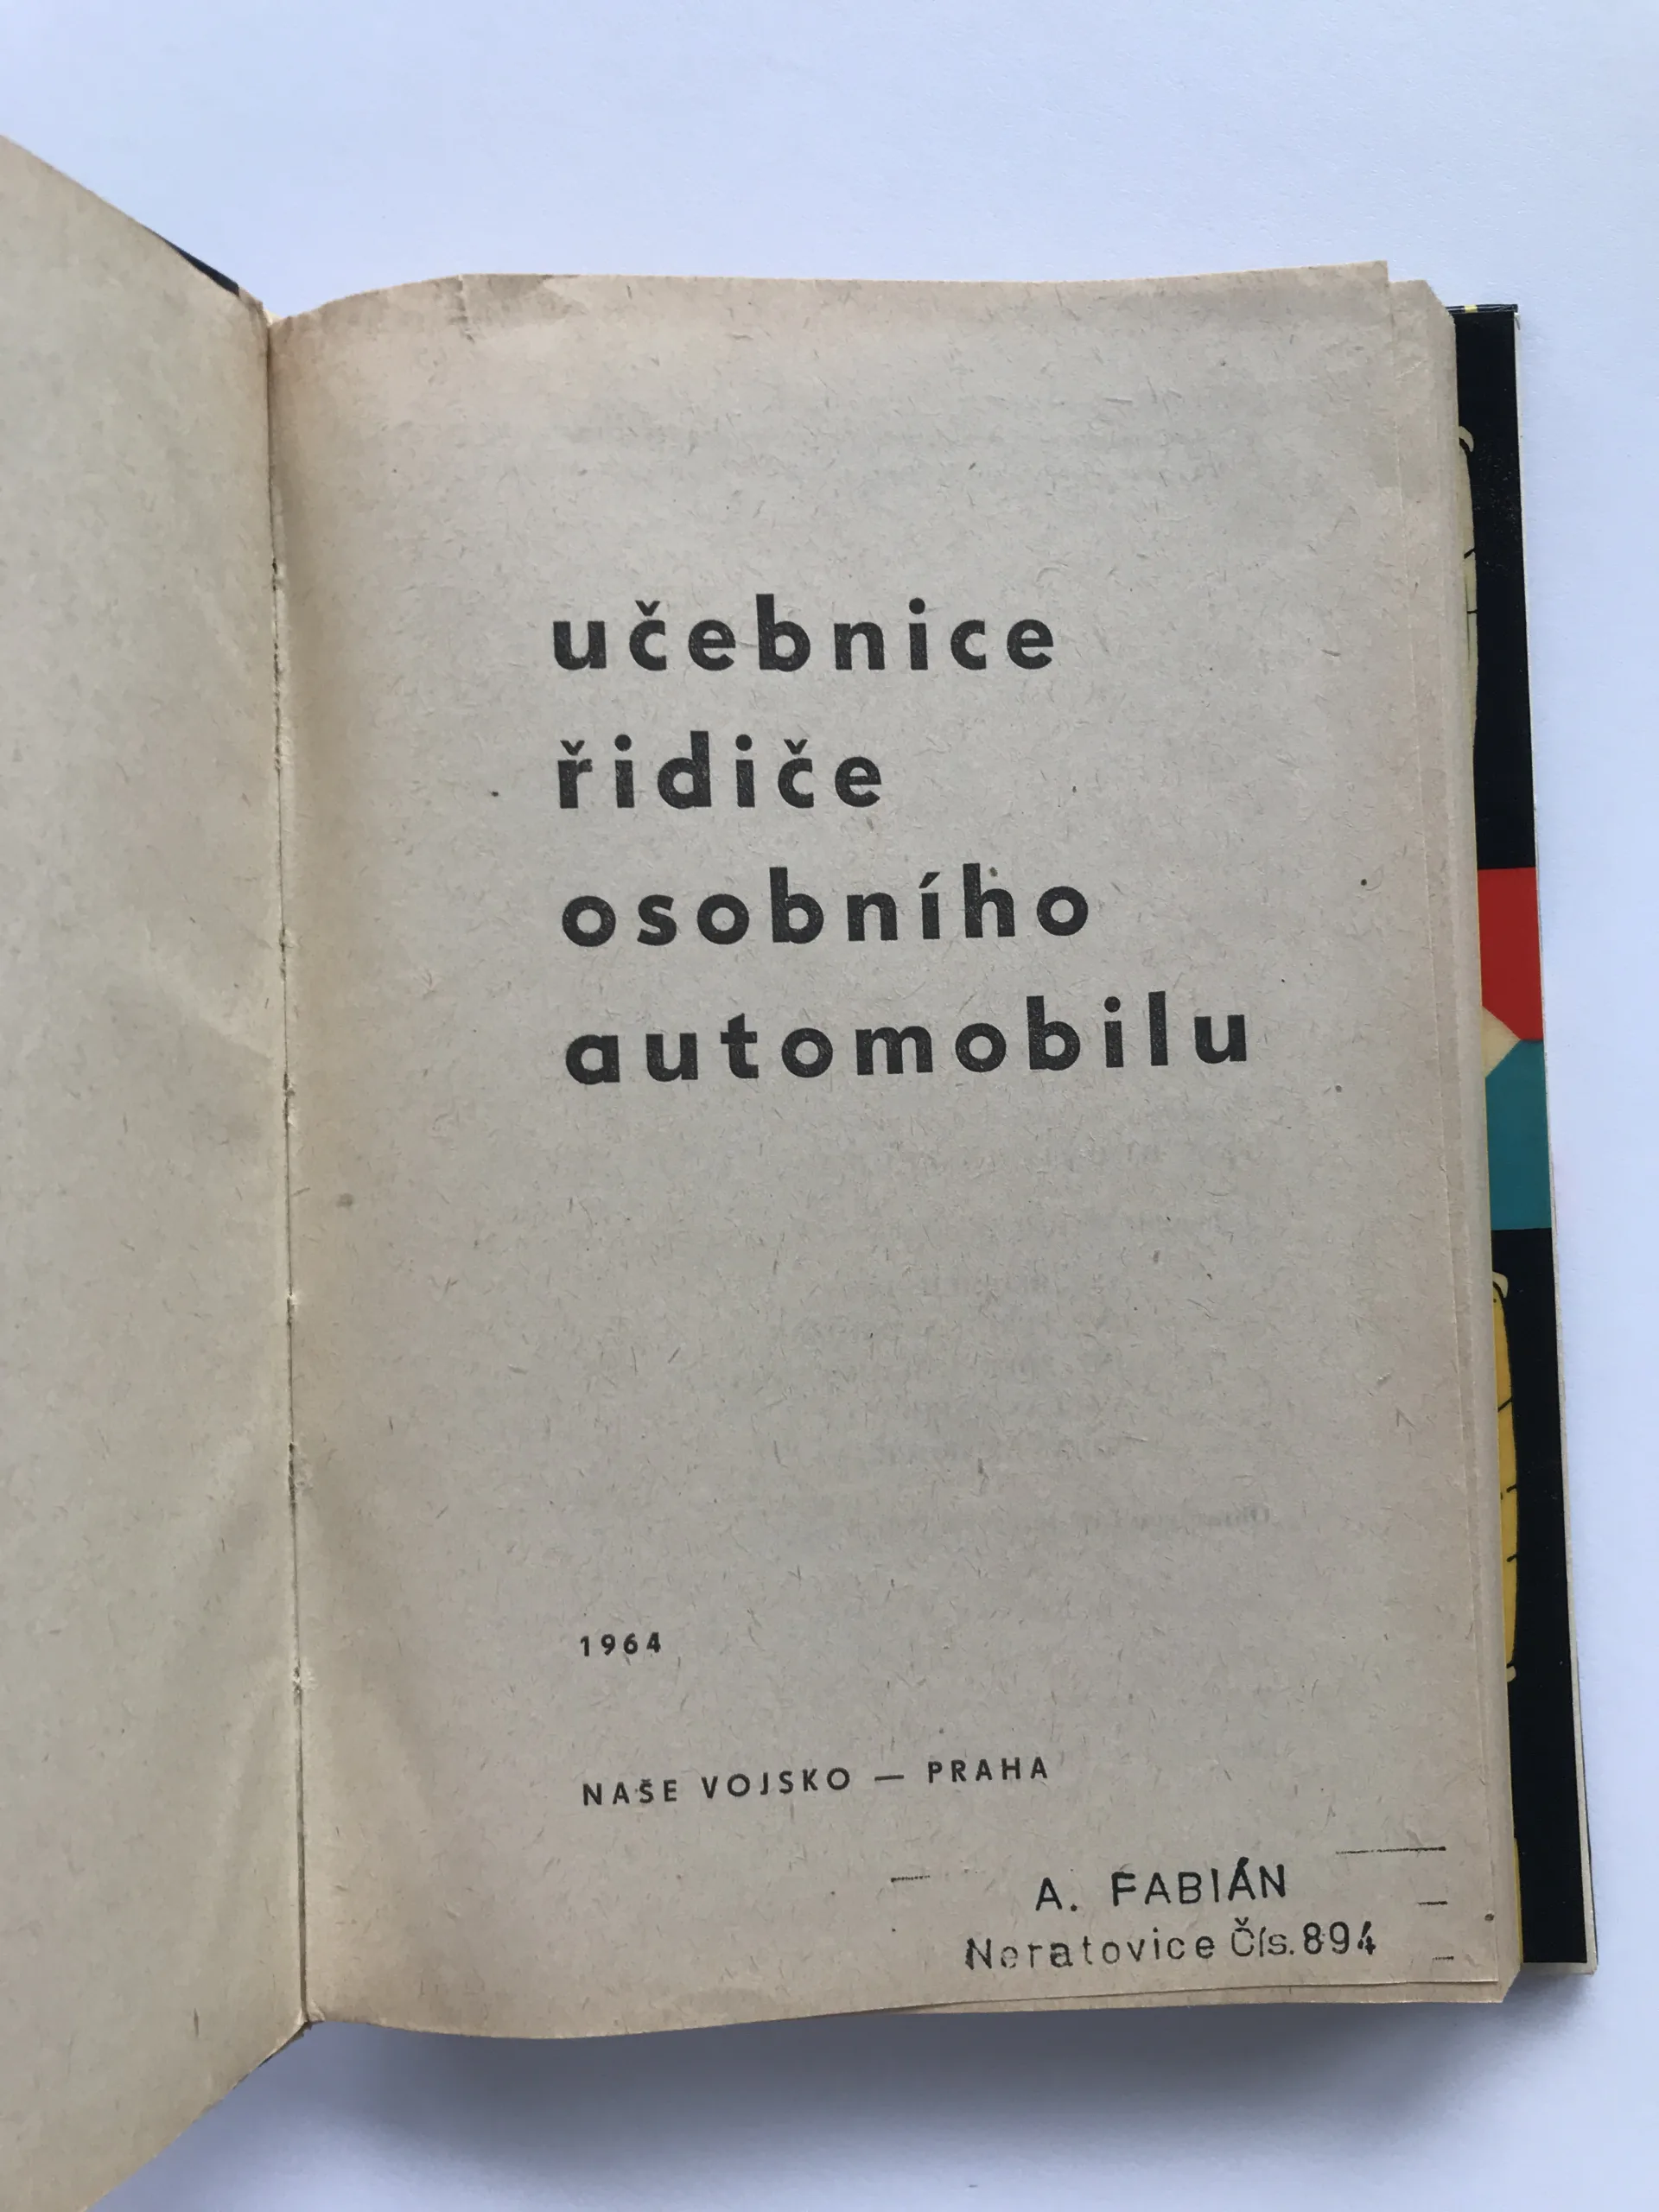 učebnice
řidiče
osobního
automobilu
1964
NAŠE VOJSKO — PRAHA
A. FABIÁN
Neratovice Čís. 894